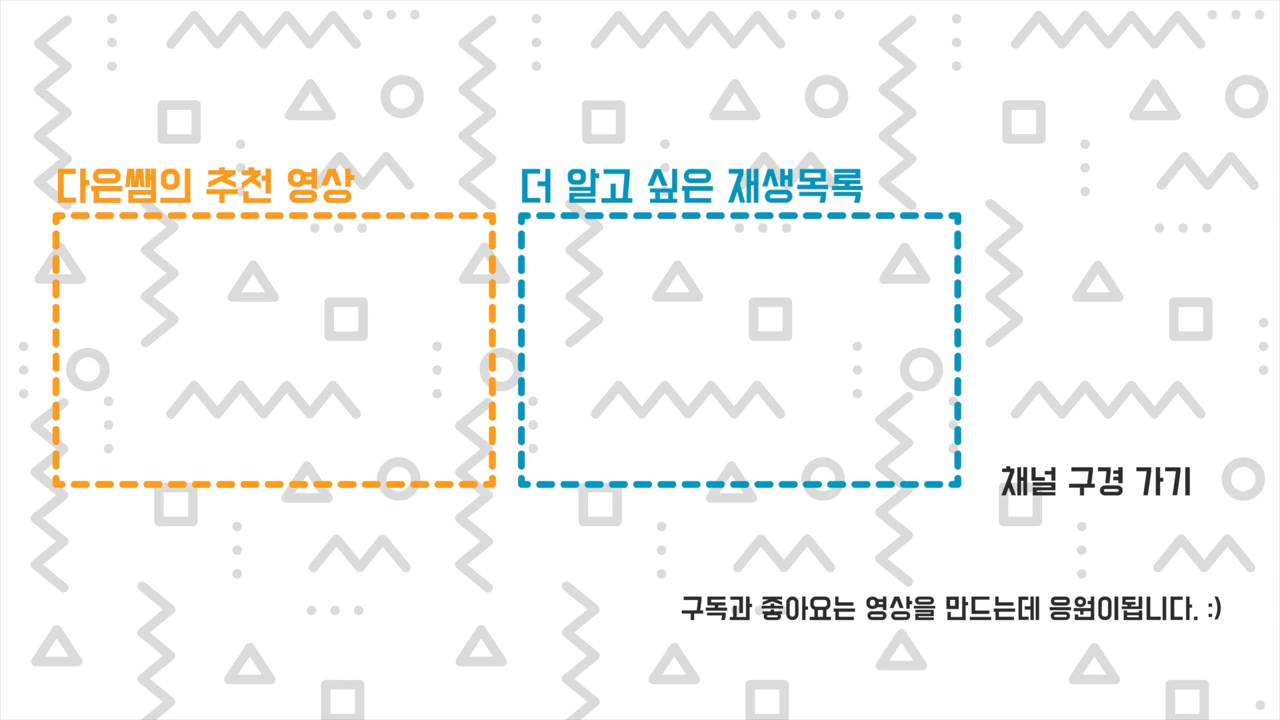 다은쌤의 추천 영상
더 알고 싶은 재생목록
채널 구경 가기
구독과 좋아요는 영상을 만드는데 응원이됩니다. :)